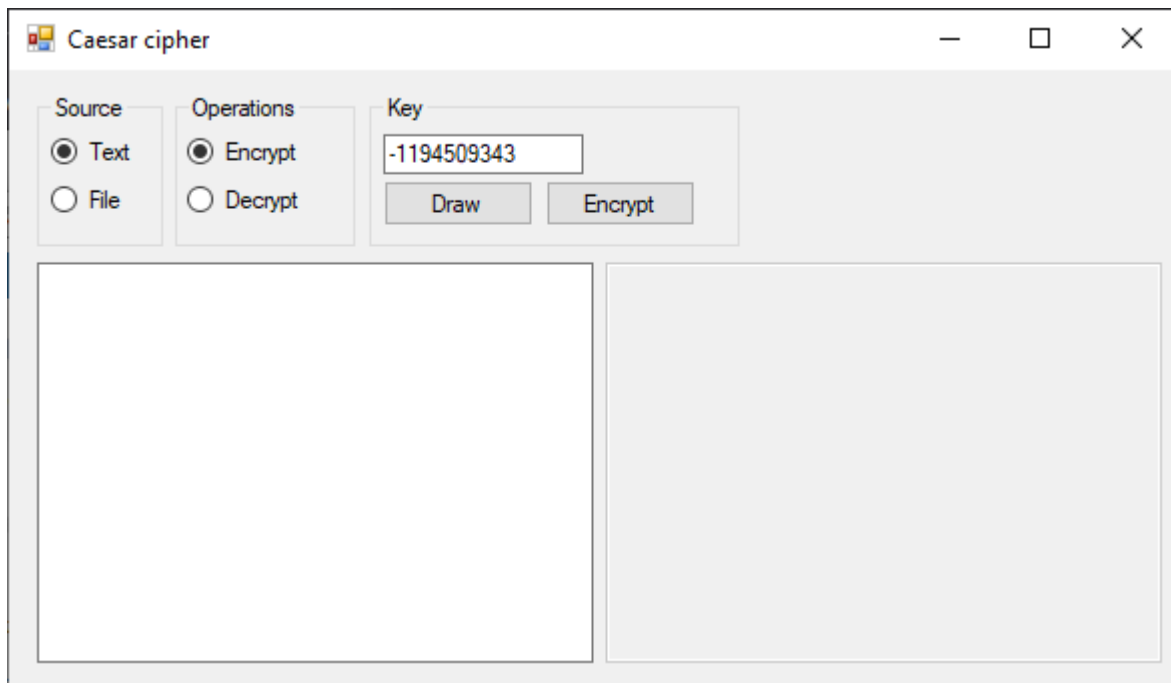 Caesar cipher
Source
Operations
Key
Text
Encrypt
-1194509343
File
Decrypt
Draw
Encrypt